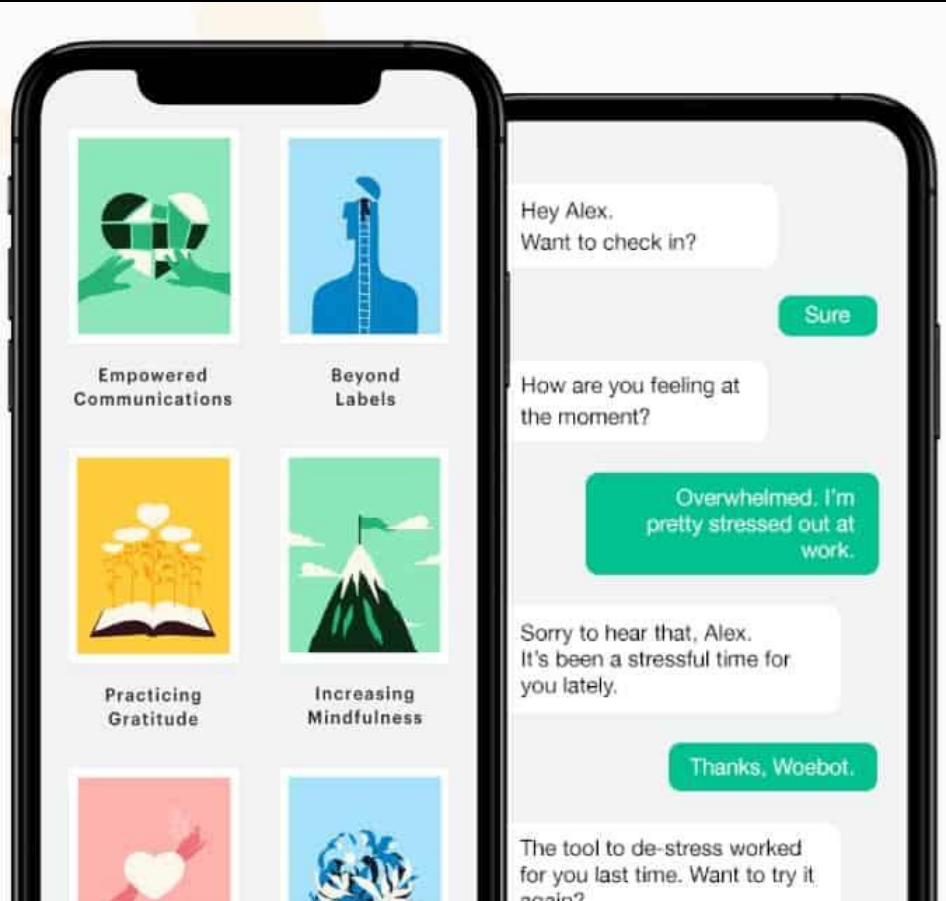 Empowered
Communications
Beyond
Labels
Practicing
Gratitude
Increasing
Mindfulness
Hey Alex.
Want to check in?
Sure
How are you feeling at
the moment?
Overwhelmed. I'm
pretty stressed out at
work.
Sorry to hear that, Alex.
It's been a stressful time for
you lately.
Thanks, Woebot.
The tool to de-stress worked
for you last time. Want to try it
again?